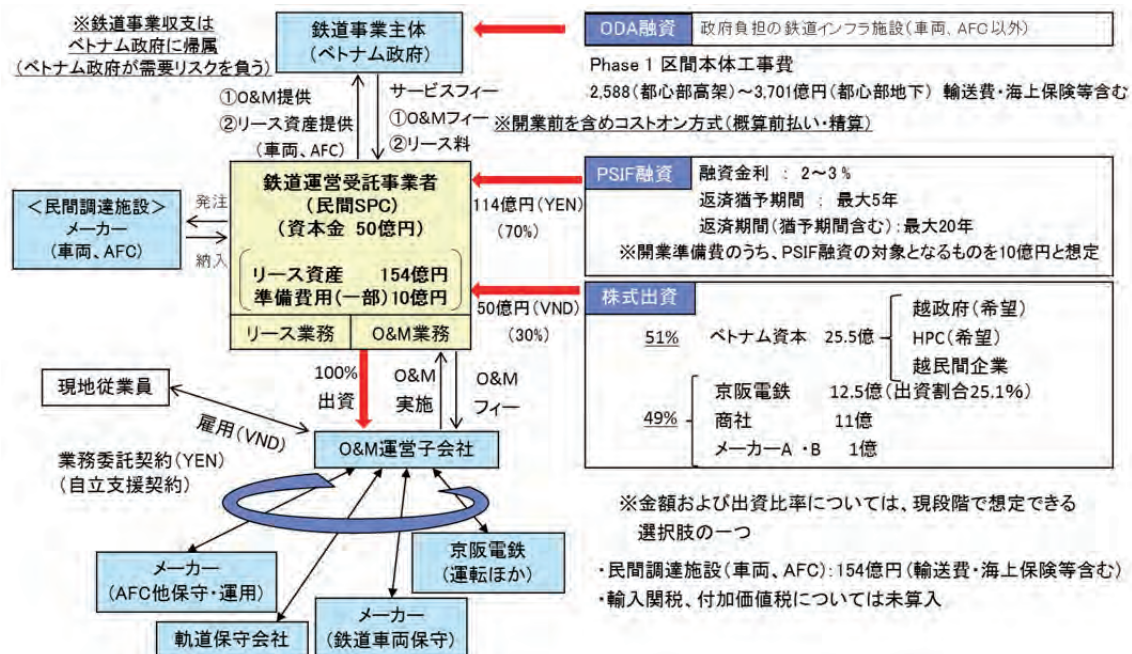 ※鉄道事業収支は
ベトナム政府に帰属
(ベトナム政府が需要リスクを負う)
鉄道事業主体
(ベトナム政府)
ODA融資
政府負担の鉄道インフラ施設(車両、AFC以外)
Phase 1 区間本体工事費
2,588(都心部高架)～3,701億円(都心部地下) 輸送費・海上保険等含む
①O&M提供
②リース資産提供
(車両、AFC)
サービスフィー
①O&Mフィー
②リース料
※開業前を含めコストオン方式(概算前払い・精算)
＜民間調達施設＞
メーカー
(車両、AFC)
発注
納入
鉄道運営受託事業者
(民間SPC)
(資本金 50億円)
リース資産 154億円
準備費用(一部)10億円
リース業務
O&M業務
114億円(YEN)
(70%)
PSIF融資
融資金利 : 2～3%
返済猶予期間 : 最大5年
返済期間(猶予期間含む):最大20年
※開業準備費のうち、PSIF融資の対象となるものを10億円と想定
50億円(VND)
(30%)
株式出資
51%
ベトナム資本 25.5億
越政府(希望)
HPC(希望)
越民間企業
49%
京阪電鉄 12.5億(出資割合25.1%)
商社 11億
メーカーA・B 1億
100%
出資
O&M
実施
O&M
フィー
現地従業員
雇用(VND)
O&M運営子会社
業務委託契約(YEN)
(自立支援契約)
メーカー
(AFC他保守・運用)
軌道保守会社
メーカー
(鉄道車両保守)
京阪電鉄
(運転ほか)
※金額および出資比率については、現段階で想定できる
選択肢の一つ
・民間調達施設(車両、AFC):154億円(輸送費・海上保険等含む)
・輸入関税、付加価値税については未算入